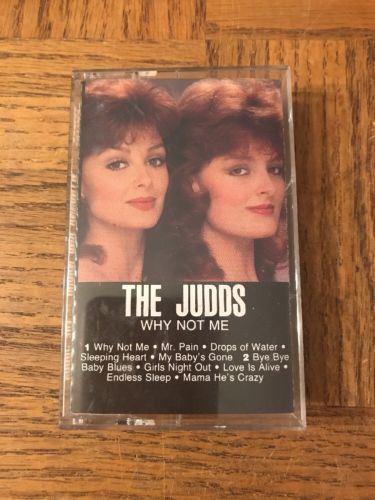 THE JUDDS
WHY NOT ME
1 Why Not Me • Mr. Pain • Drops of Water •
Sleeping Heart • My Baby's Gone 2 Bye Bye
Baby Blues • Girls Night Out • Love Is Alive •
Endless Sleep • Mama He's Crazy